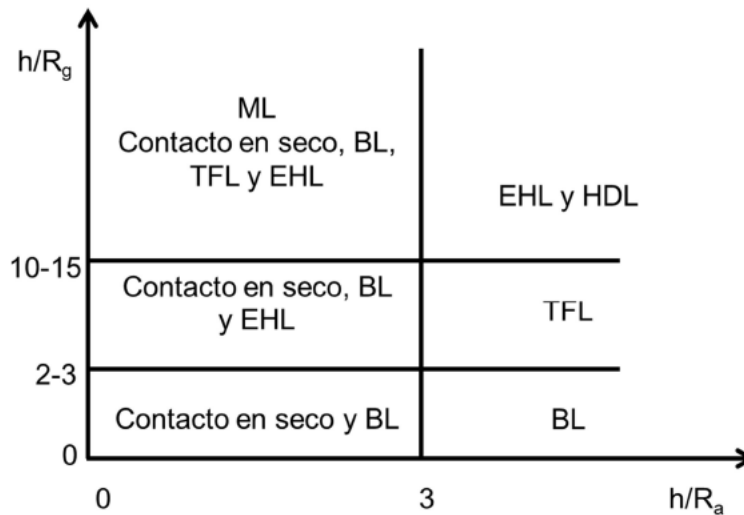 h/Rg
ML
Contacto en seco, BL,
TFL y EHL
EHL y HDL
10-15
Contacto en seco, BL
y EHL
TFL
2-3
Contacto en seco y BL
BL
0
0
3
h/Ra